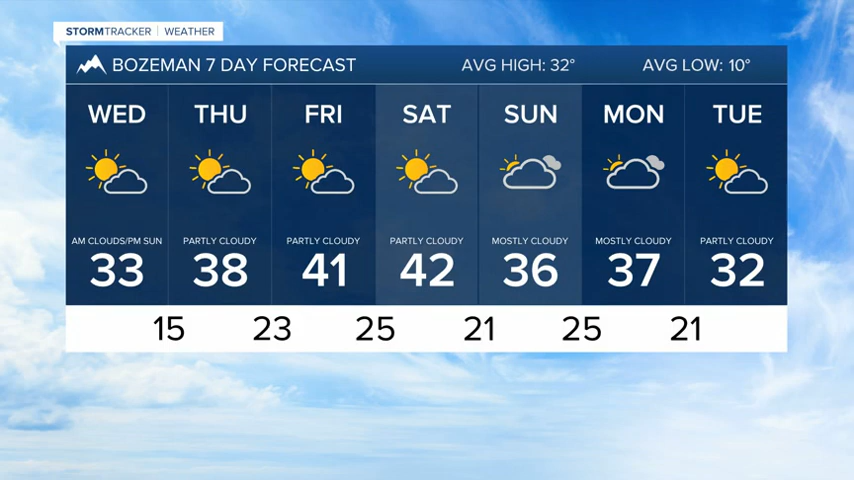 STORMTRACKER | WEATHER
BOZEMAN 7 DAY FORECAST AVG HIGH: 32° AVG LOW: 10°
WED THU FRI SAT SUN MON TUE
AM CLOUDS/PM SUN PARTLY CLOUDY PARTLY CLOUDY PARTLY CLOUDY MOSTLY CLOUDY MOSTLY CLOUDY PARTLY CLOUDY
33 38 41 42 36 37 32
15 23 25 21 25 21